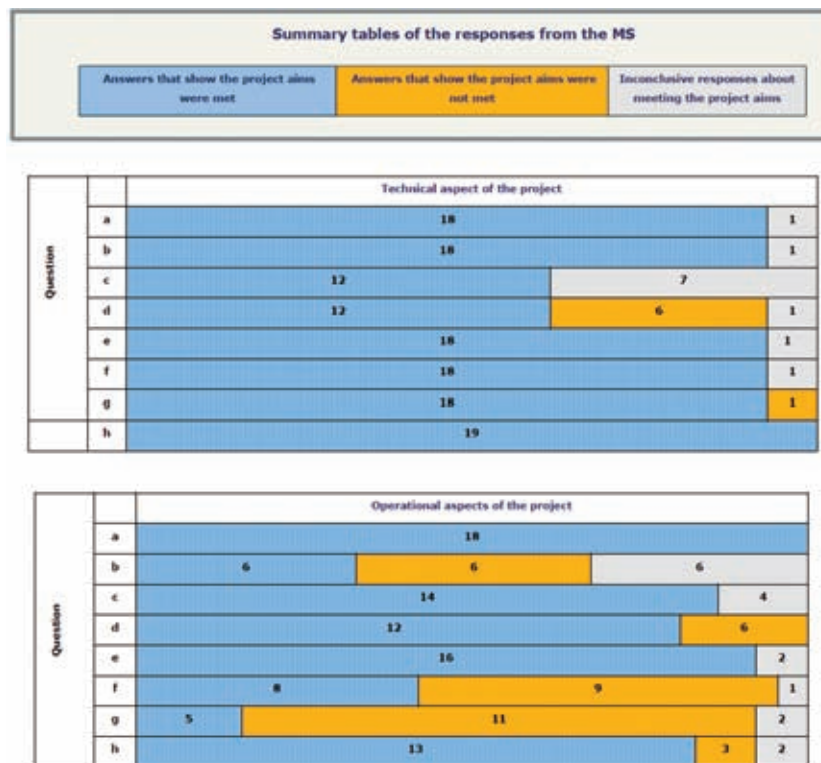 Summary tables of the responses from the MS
Answers that show the project aims were met
Answers that show the project aims were not met
Inconclusive responses about meeting the project aims
Technical aspect of the project
Question
a 18 1
b 18 1
c 12 7
d 12 6 1
e 18 1
f 18 1
g 18 1
h 19
Operational aspects of the project
Question
a 18
b 6 6 6
c 14 4
d 12 6
e 16 2
f 8 9 1
g 5 11 2
h 13 3 2